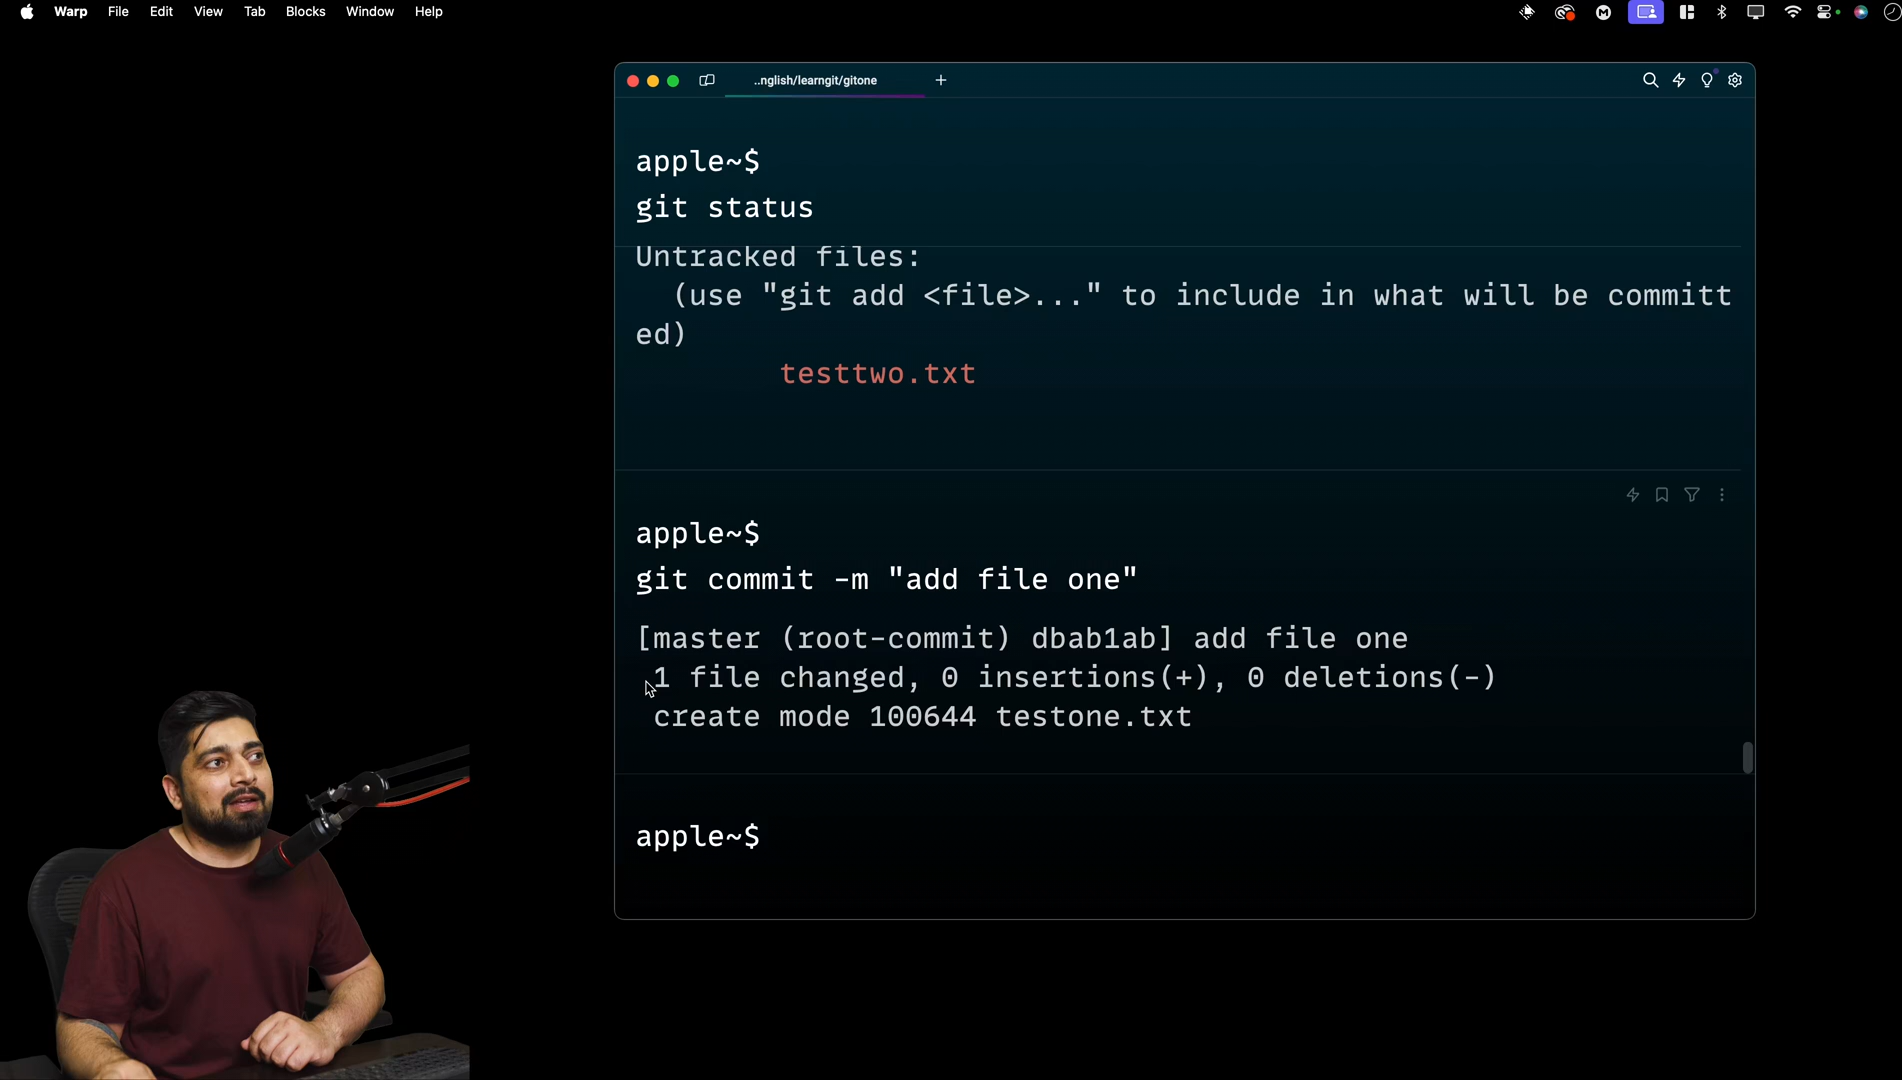 Warp File Edit View Tab Blocks Window Help
..nglish/learngit/gitone
apple~$
git status
Untracked files:
(use "git add <file>..." to include in what will be committ
ed)
testtwo.txt
apple~$
git commit -m "add file one"
[master (root-commit) dbab1ab] add file one
1 file changed, 0 insertions(+), 0 deletions(-)
create mode 100644 testone.txt
apple~$